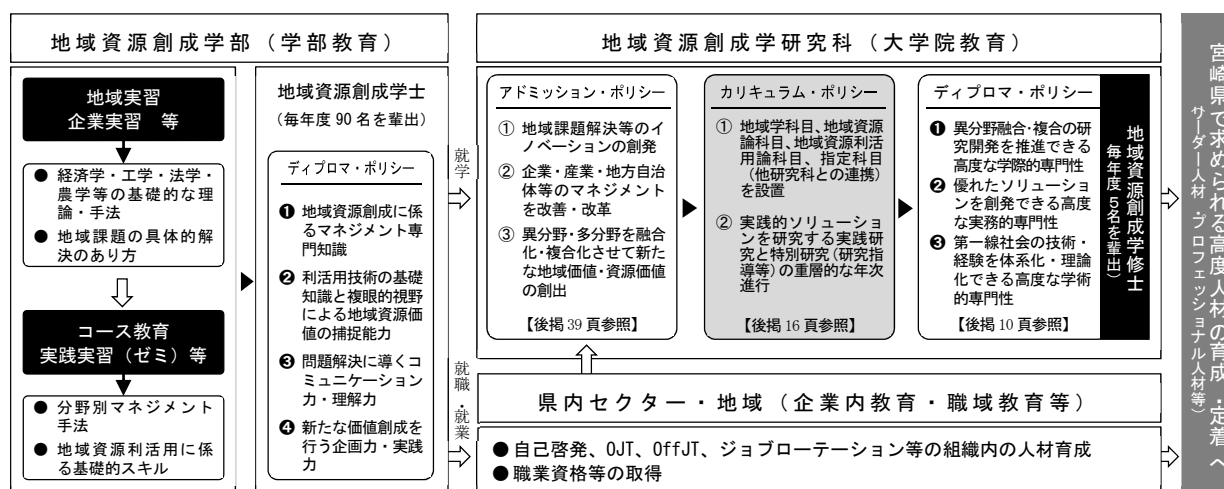 地域資源創成学部（学部教育）
地域実習
企業実習　等
● 経済学・工学・法学・
農学等の基礎的な理
論・手法
● 地域課題の具体的解
決のあり方
コース教育
実践実習（ゼミ）等
● 分野別マネジメント
手法
● 地域資源利活用に係
る基礎的スキル
地域資源創成学士
（毎年度 90 名を輩出）
ディプロマ・ポリシー
❶ 地域資源創成に係
るマネジメント専
門知識
❷ 利活用技術の基礎
知識と複眼的視野
による地域資源価
値の捕捉能力
❸ 問題解決に導くコ
ミュニケーション
力・理解力
❹ 新たな価値創成を
行う企画力・実践
力
就学
就職・就業
地域資源創成学研究科（大学院教育）
アドミッション・ポリシー
① 地域課題解決等のイ
ノベーションの創発
② 企業・産業・地方自治
体等のマネジメント
を改善・改革
③ 異分野・多分野を融合
化・複合化させて新た
な地域価値・資源価値
の創出
【後掲 39 頁参照】
カリキュラム・ポリシー
① 地域学科目、地域資源
論科目、地域資源利活
用論科目、指定科目
（他研究科との連携）
を設置
② 実践的ソリューショ
ンを研究する実践研
究と特別研究（研究指
導等）の重層的な年次
進行
【後掲 16 頁参照】
ディプロマ・ポリシー
❶ 異分野融合・複合の研
究開発を推進できる
高度な学際的専門性
❷ 優れたソリューショ
ンを創発できる高度
な実務的専門性
❸ 第一線社会の技術・
経験を体系化・理論
化できる高度な学術
的専門性
【後掲 10 頁参照】
地域資源創成学修士
（毎年度 5 名を輩出）
県内セクター・地域（企業内教育・職域教育等）
● 自己啓発、OJT、OffJT、ジョブローテーション等の組織内の人材育成
● 職業資格等の取得
宮崎県で求められる高度人材の育成・定着へ
（リーダー人材、プロフェッショナル人材等）